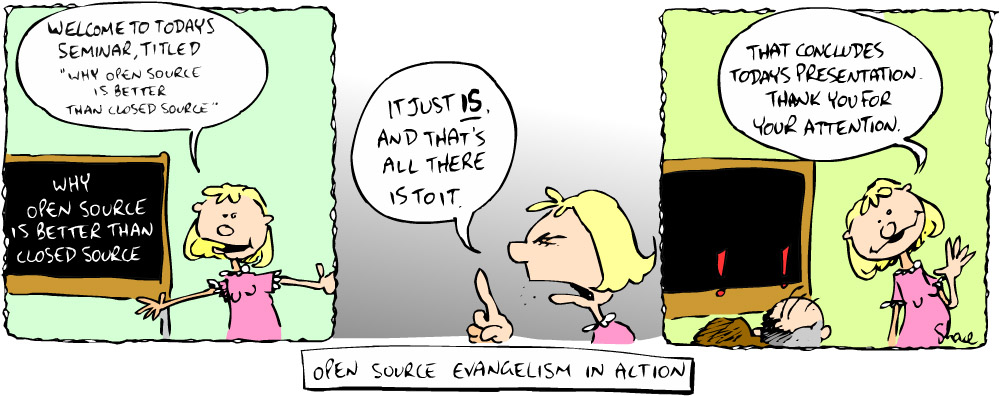 WELCOME TO TODAY'S
SEMINAR, TITLED
"WHY OPEN SOURCE
IS BETTER
THAN CLOSED SOURCE"
WHY
OPEN SOURCE
IS BETTER THAN
CLOSED SOURCE
IT JUST IS.
AND THAT'S
ALL THERE
IS TO IT.
THAT CONCLUDES
TODAY'S PRESENTATION.
THANK YOU FOR
YOUR ATTENTION.
! !
OPEN SOURCE EVANGELISM IN ACTION